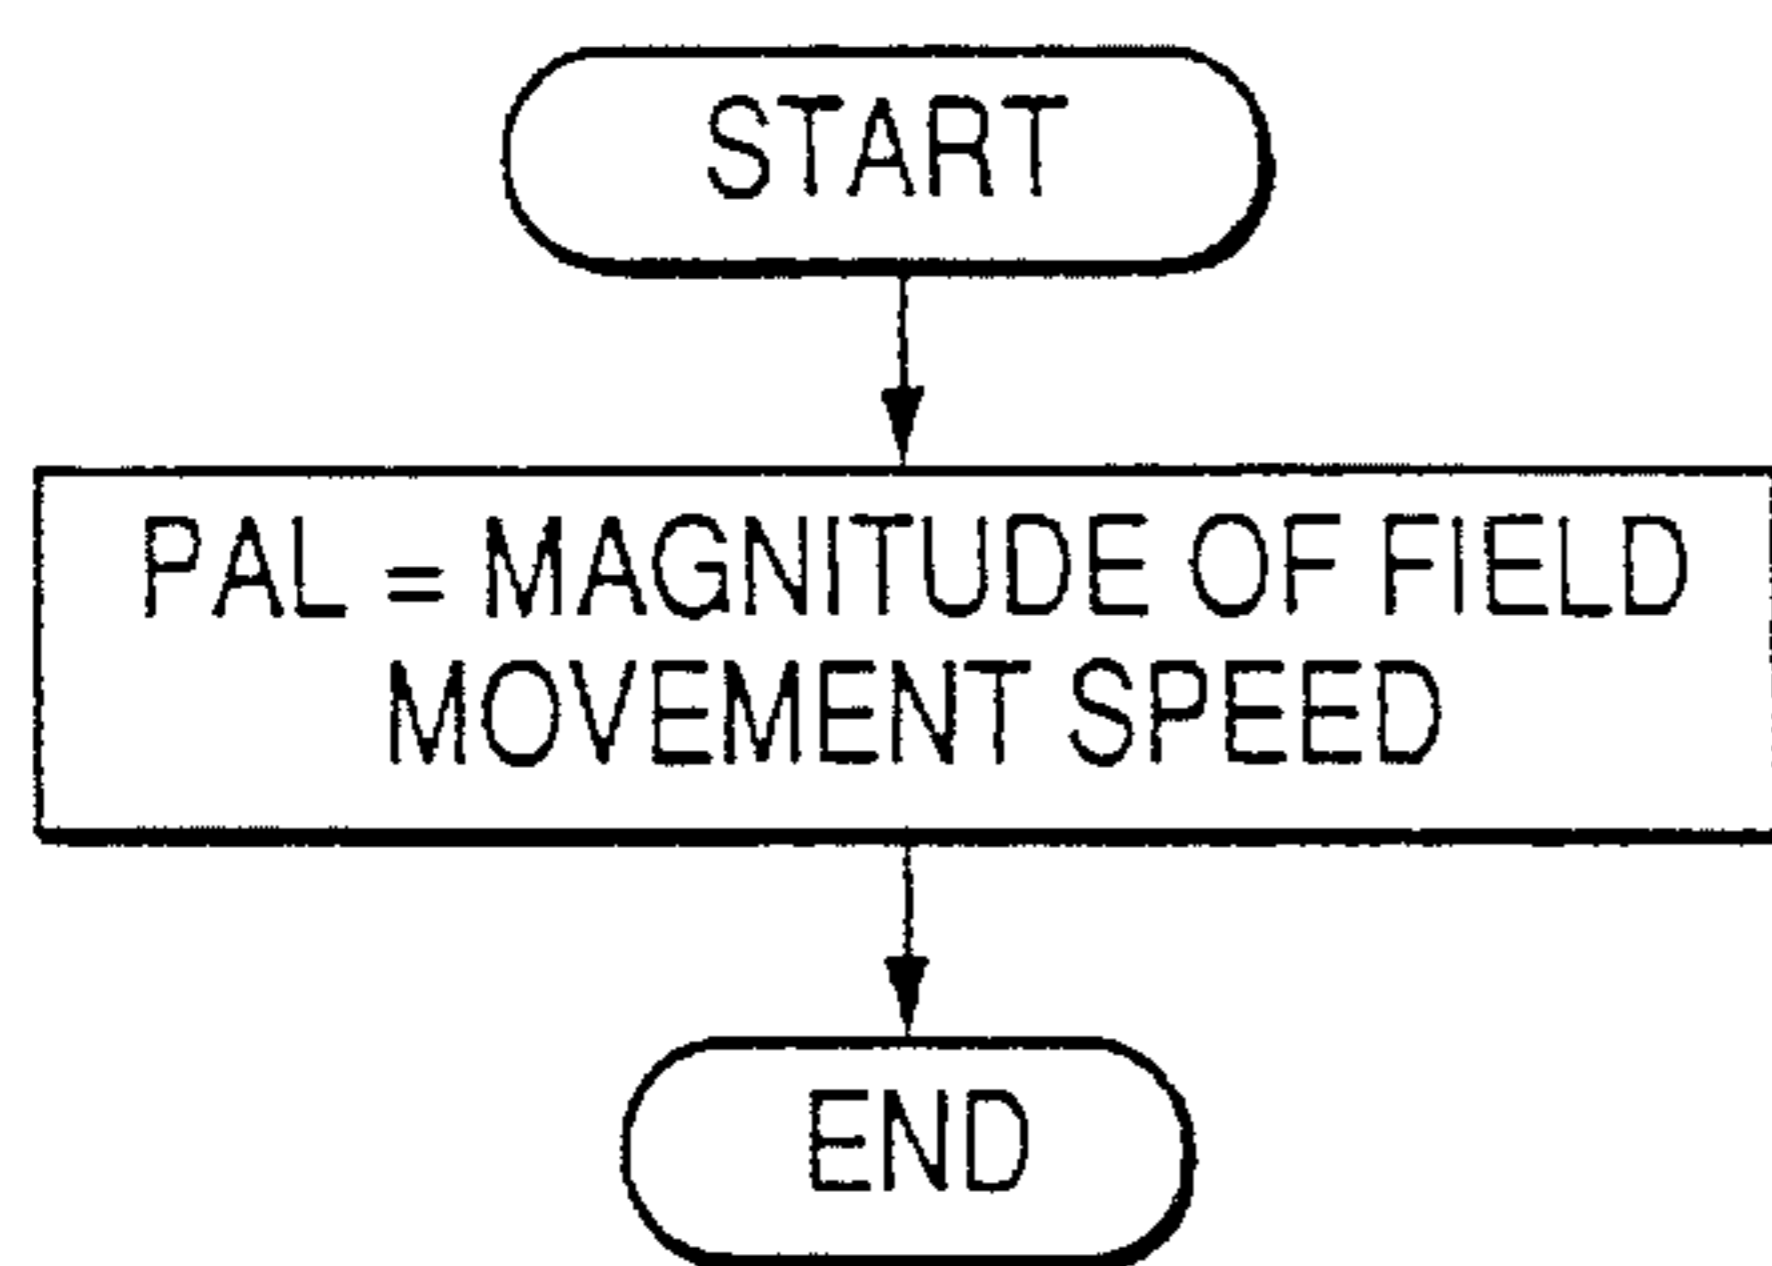 START
PAL = MAGNITUDE OF FIELD
MOVEMENT SPEED
END